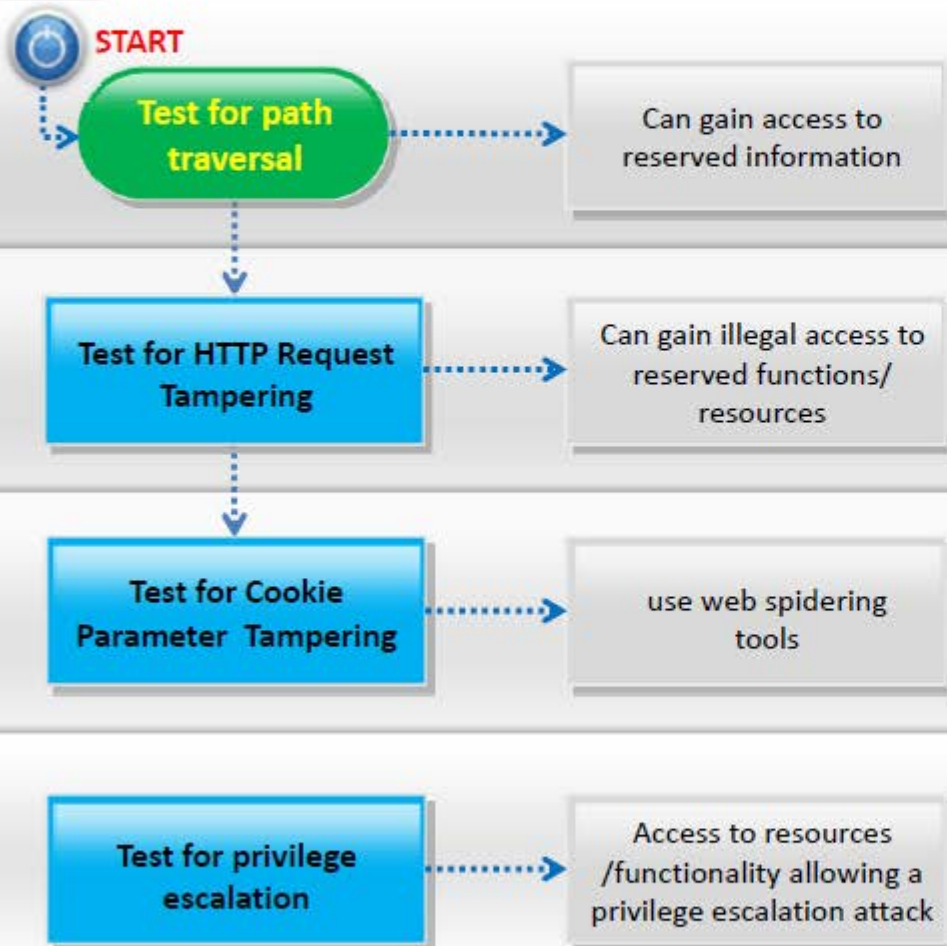 START
Test for path
traversal
Can gain access to
reserved information
Test for HTTP Request
Tampering
Can gain illegal access to
reserved functions/
resources
Test for Cookie
Parameter Tampering
use web spidering
tools
Test for privilege
escalation
Access to resources
/functionality allowing a
privilege escalation attack